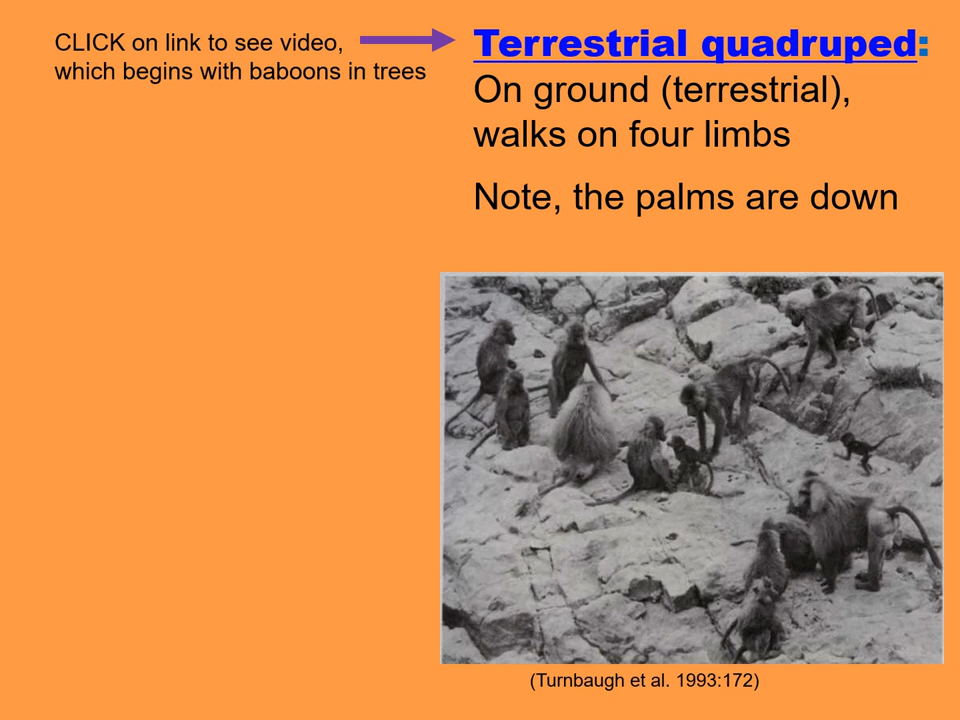 CLICK on link to see video,
which begins with baboons in trees
Terrestrial quadruped:
On ground (terrestrial),
walks on four limbs
Note, the palms are down
(Turnbaugh et al. 1993:172)